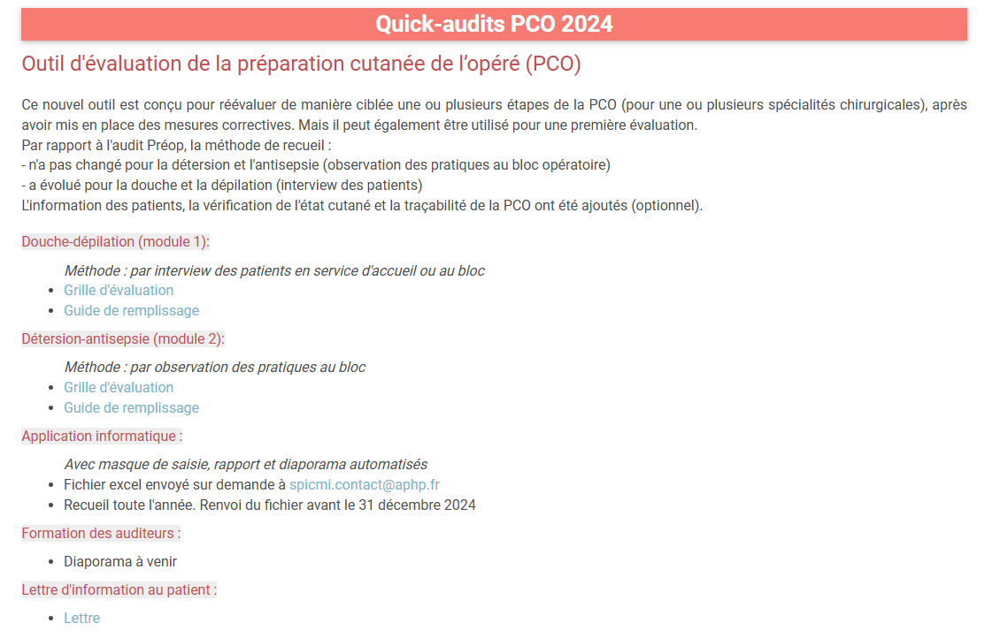 Quick-audits PCO 2024
Outil d'évaluation de la préparation cutanée de l’opéré (PCO)
Ce nouvel outil est conçu pour réévaluer de manière ciblée une ou plusieurs étapes de la PCO (pour une ou plusieurs spécialités chirurgicales), après
avoir mis en place des mesures correctives. Mais il peut également être utilisé pour une première évaluation.
Par rapport à l'audit Préop, la méthode de recueil :
- n'a pas changé pour la détersion et l'antisepsie (observation des pratiques au bloc opératoire)
- a évolué pour la douche et la dépilation (interview des patients)
L'information des patients, la vérification de l'état cutané et la traçabilité de la PCO ont été ajoutés (optionnel).
Douche-dépilation (module 1):
Méthode : par interview des patients en service d'accueil ou au bloc
• Grille d'évaluation
• Guide de remplissage
Détersion-antisepsie (module 2):
Méthode : par observation des pratiques au bloc
• Grille d'évaluation
• Guide de remplissage
Application informatique :
Avec masque de saisie, rapport et diaporama automatisés
• Fichier excel envoyé sur demande à spicmi.contact@aphp.fr
• Recueil toute l'année. Renvoi du fichier avant le 31 décembre 2024
Formation des auditeurs :
• Diaporama à venir
Lettre d'information au patient :
• Lettre